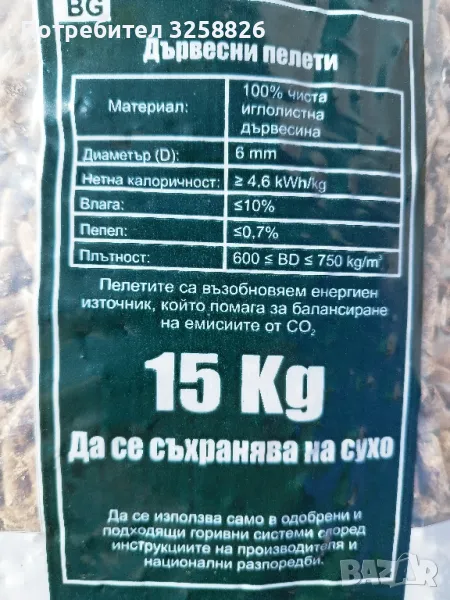 BG
Потребител 3258826
Дървесни пелети
Материал: 100% чиста
иглолистна
дървесина
Диаметър (D): 6 mm
Нетна калоричност: ≥ 4,6 kWh/kg
Влага: ≤10%
Пепел: ≤0,7%
Плътност: 600 ≤ BD ≤ 750 kg/m³
Пелетите са възобновяем енергиен
източник, който помага за балансиране
на емисиите от CO₂
15 Kg
Да се съхранява на сухо
Да се използва само в одобрени и
подходящи горивни системи според
инструкциите на производителя и
национални разпоредби.
BAZAR